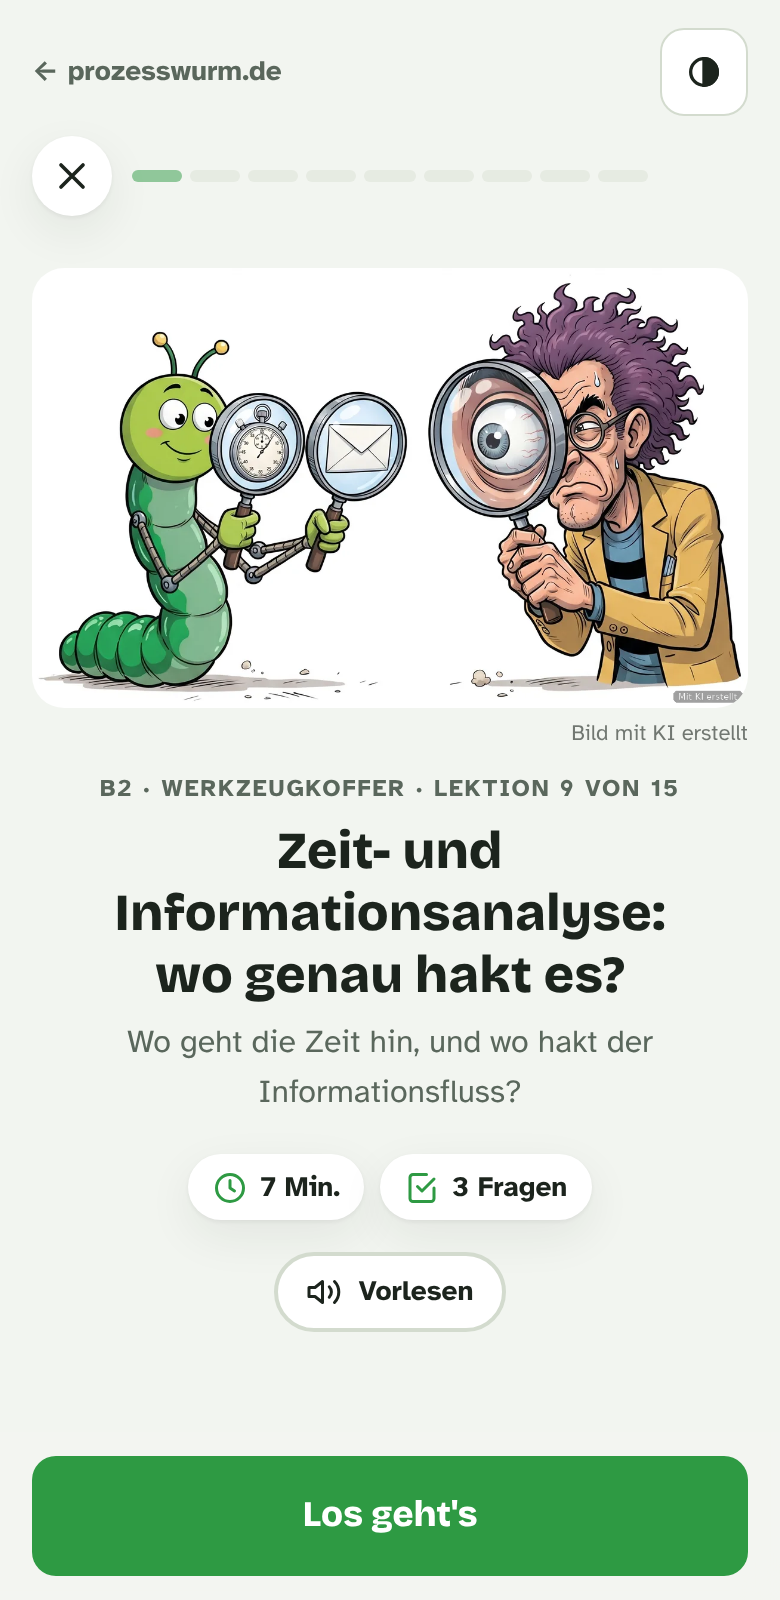 ← prozesswurm.de
Mit KI erstellt
Bild mit KI erstellt
B2 · WERKZEUGKOFFER · LEKTION 9 VON 15
Zeit- und
Informationsanalyse:
wo genau hakt es?
Wo geht die Zeit hin, und wo hakt der
Informationsfluss?
7 Min.
3 Fragen
Vorlesen
Los geht's